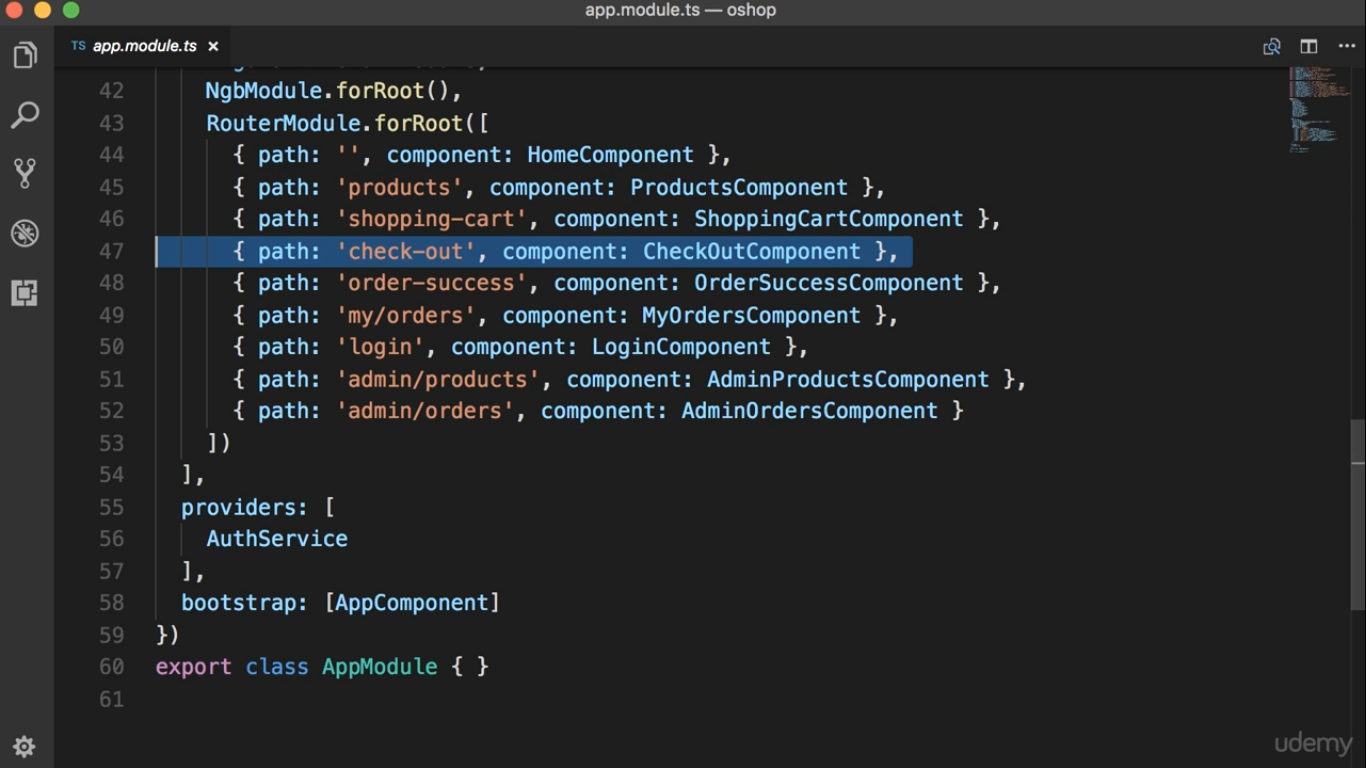 app.module.ts — oshop
TS app.module.ts ×
42 NgbModule.forRoot(),
43 RouterModule.forRoot([
44 { path: '', component: HomeComponent },
45 { path: 'products', component: ProductsComponent },
46 { path: 'shopping-cart', component: ShoppingCartComponent },
47 { path: 'check-out', component: CheckOutComponent },
48 { path: 'order-success', component: OrderSuccessComponent },
49 { path: 'my/orders', component: MyOrdersComponent },
50 { path: 'login', component: LoginComponent },
51 { path: 'admin/products', component: AdminProductsComponent },
52 { path: 'admin/orders', component: AdminOrdersComponent }
53 ])
54 ],
55 providers: [
56 AuthService
57 ],
58 bootstrap: [AppComponent]
59 })
60 export class AppModule { }
61
udemy